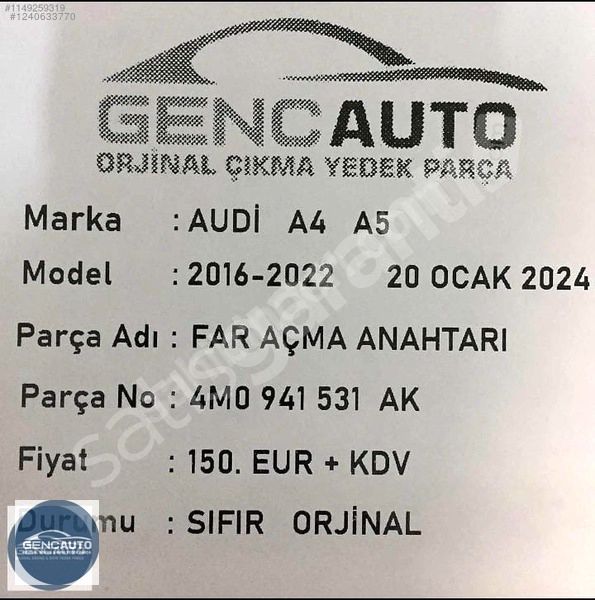 #1149259319
#1240633770
GENCAUTO
ORJİNAL ÇIKMA YEDEK PARÇA
Marka : AUDİ A4 A5
Model : 2016-2022 20 OCAK 2024
Parça Adı : FAR AÇMA ANAHTARI
Parça No : 4M0 941 531 AK
Fiyat : 150. EUR + KDV
Durumu : SIFIR ORJİNAL
GENCAUTO